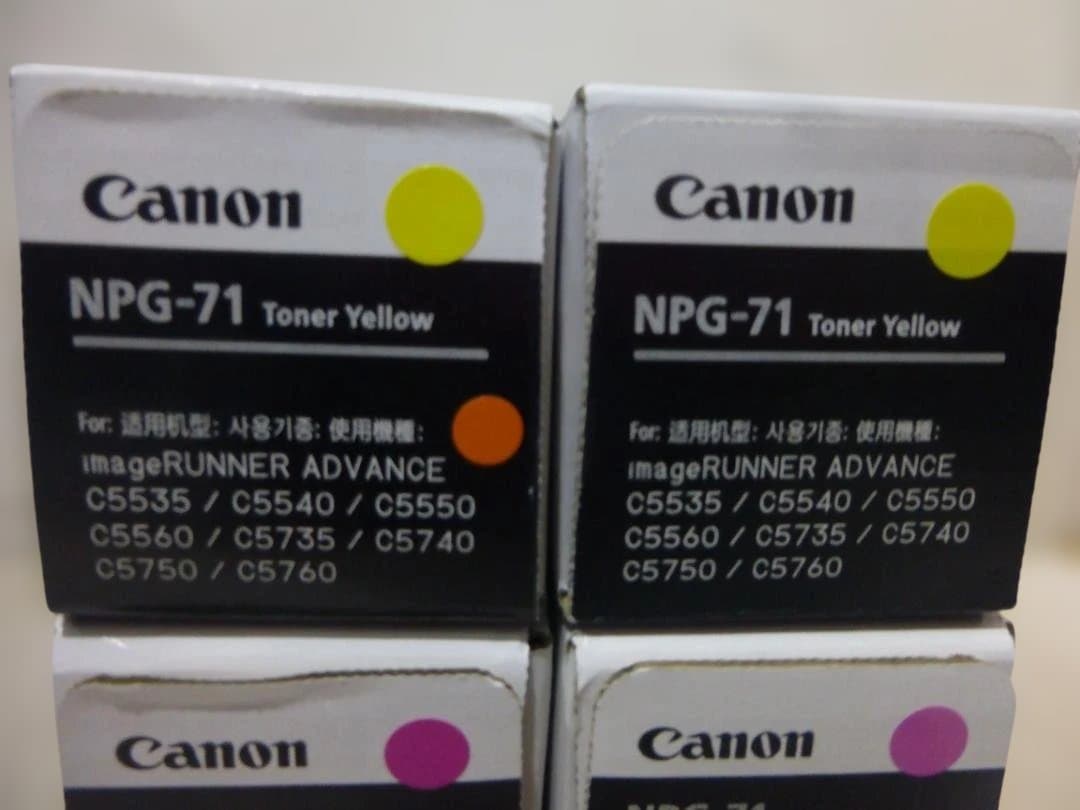 Canon
NPG-71 Toner Yellow
For: 适用机型: 사용기종: 使用機種:
imageRUNNER ADVANCE
C5535 / C5540 / C5550
C5560 / C5735 / C5740
C5750 / C5760
Canon
NPG-71 Toner Yellow
For: 适用机型: 사용기종: 使用機種:
imageRUNNER ADVANCE
C5535 / C5540 / C5550
C5560 / C5735 / C5740
C5750 / C5760
Canon
Canon
NPG-71